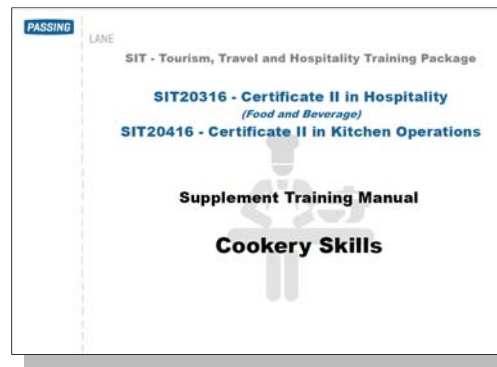 PASSING
LANE
SIT - Tourism, Travel and Hospitality Training Package
SIT20316 - Certificate II in Hospitality
(Food and Beverage)
SIT20416 - Certificate II in Kitchen Operations
Supplement Training Manual
Cookery Skills